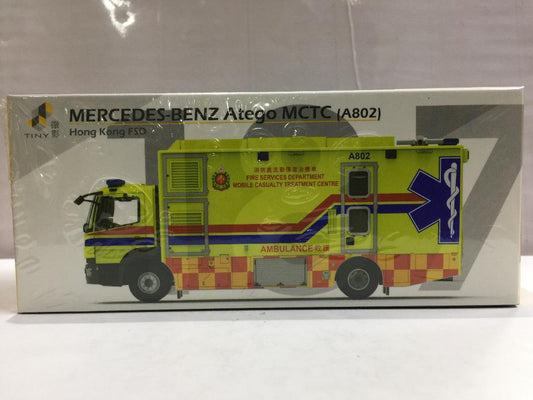 MERCEDES-BENZ Atego MCTC (A802)
Hong Kong FSD
TINY 微影
A802
消防處流動傷者治療車
FIRE SERVICES DEPARTMENT
MOBILE CASUALTY TREATMENT CENTRE
AMBULANCE 救護